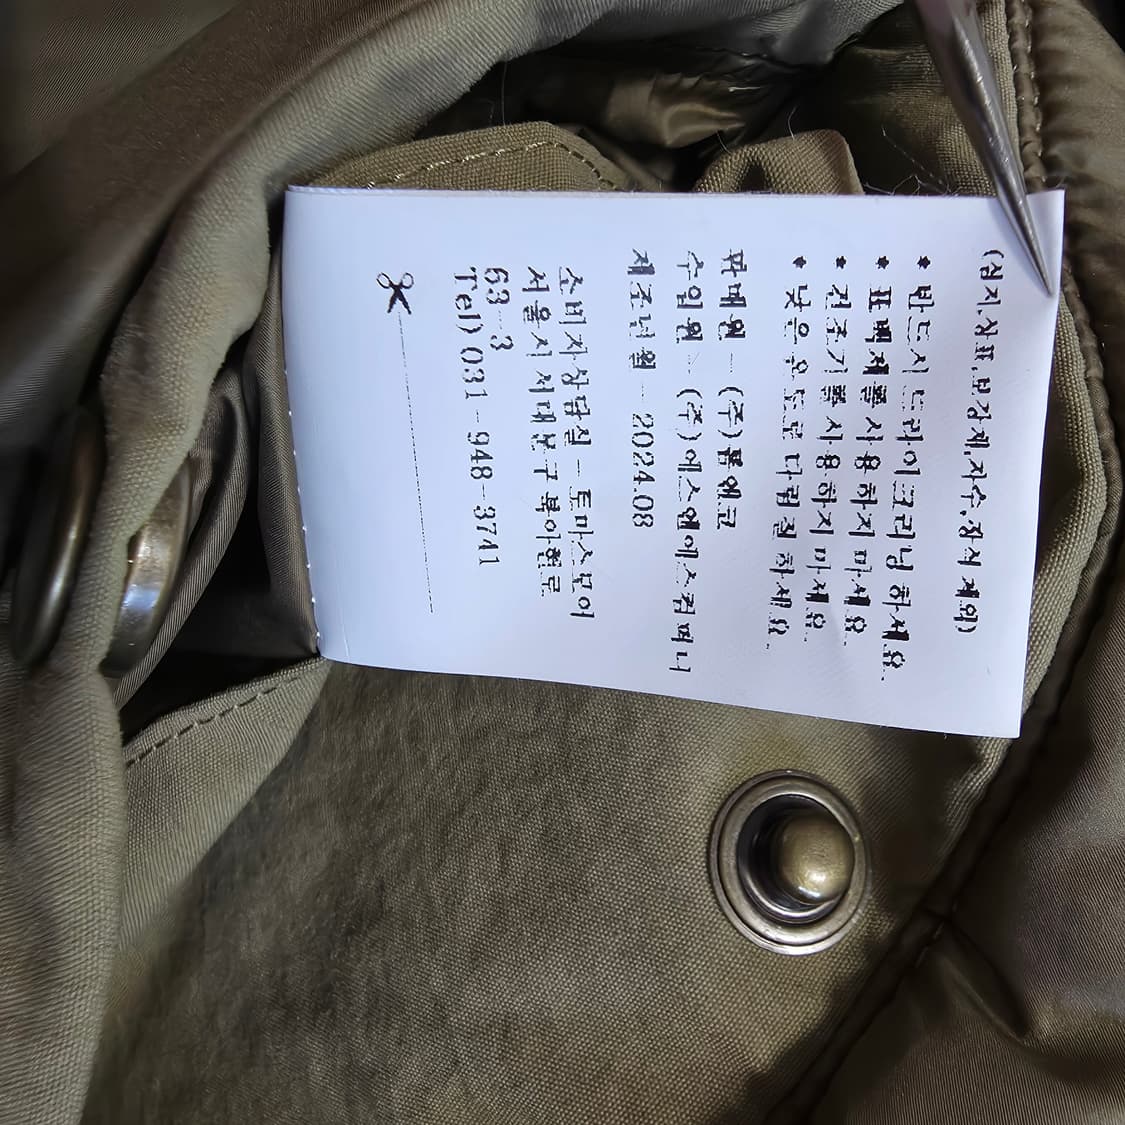 (심지,상표,보강제,자수,장식 제외)
• 반드시 드라이크리닝 하세요.
• 표백제를 사용하지 마세요.
• 건조기를 사용하지 마세요.
• 낮은 온도로 다림질 하세요.
판매원 - (주)롬에코
수입원 - (주)에스엠에스컴퍼니
제조년월 - 2024.08
소비자상담실 - 토마스모어
서울시 서대문구 북아현로
63-3
Tel) 031-948-3741